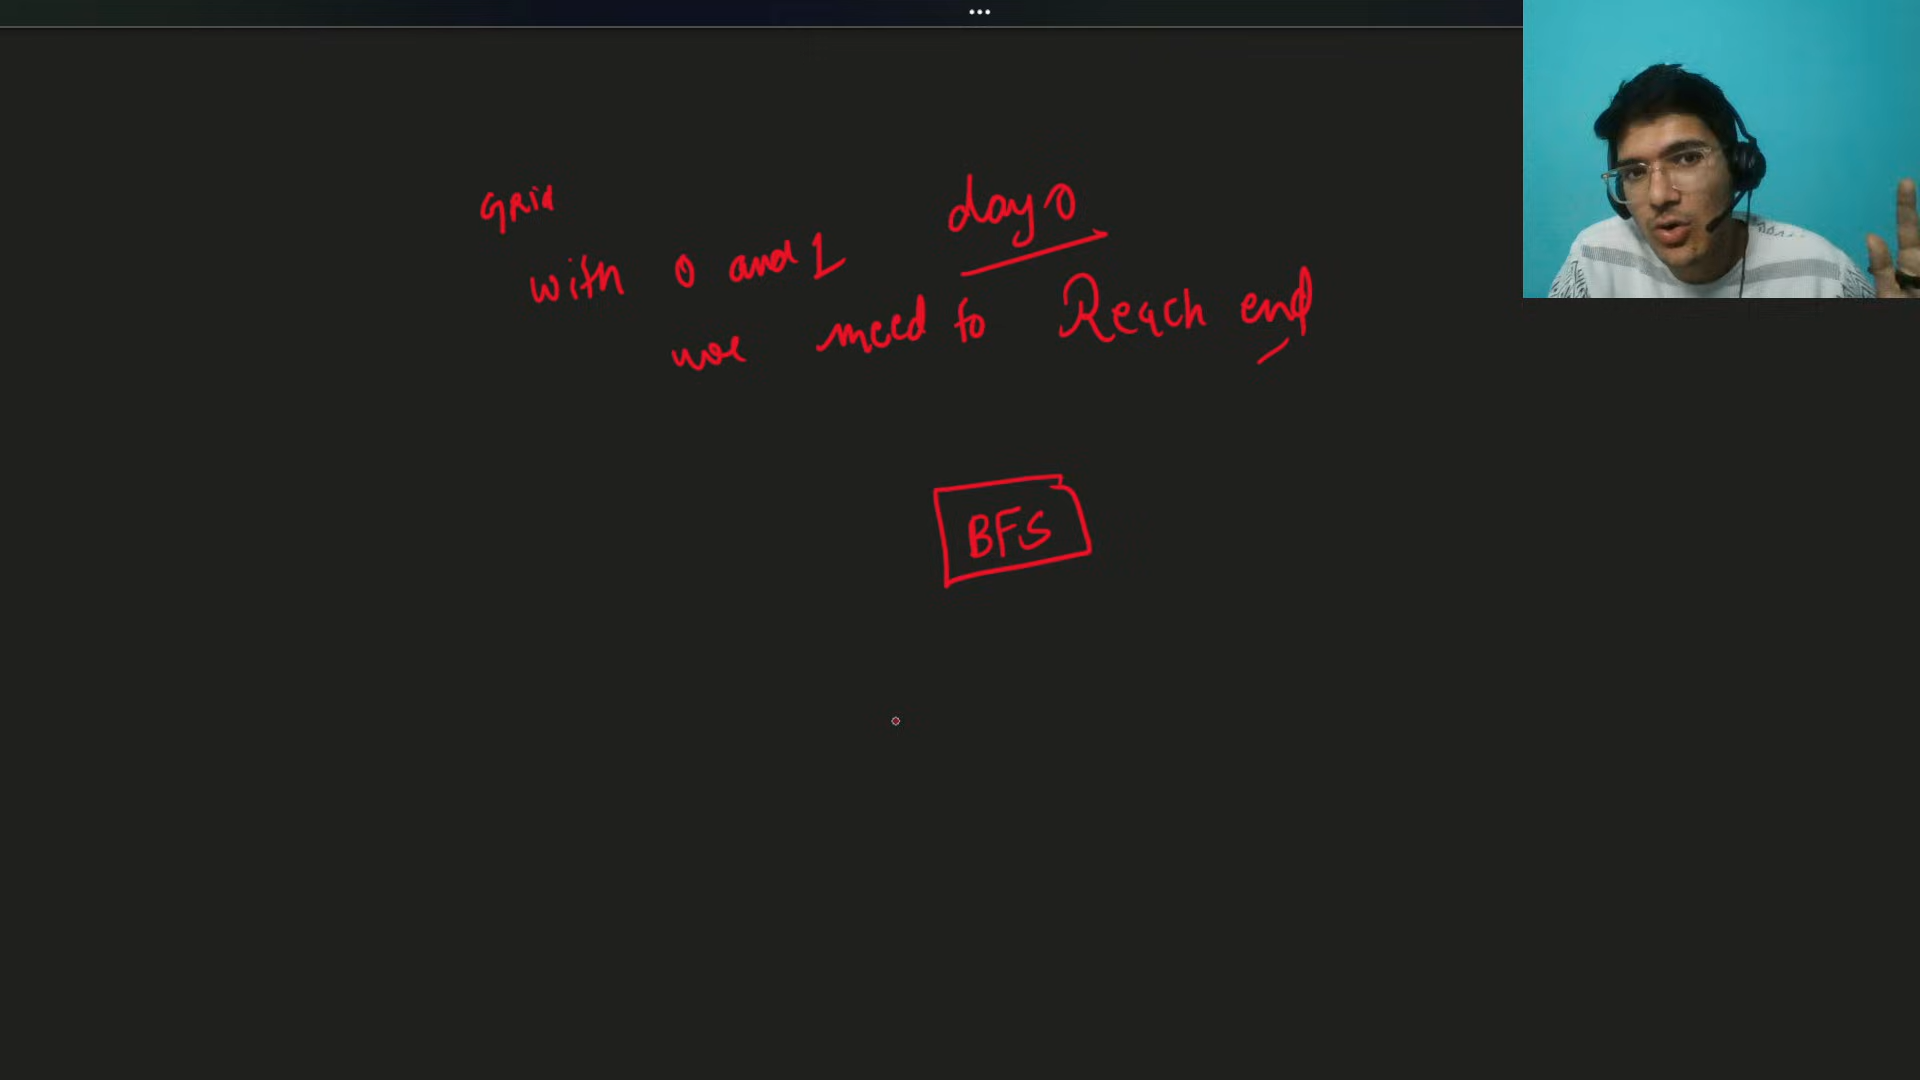 Grid
day 0
with 0 and 1
we need to Reach end
BFS